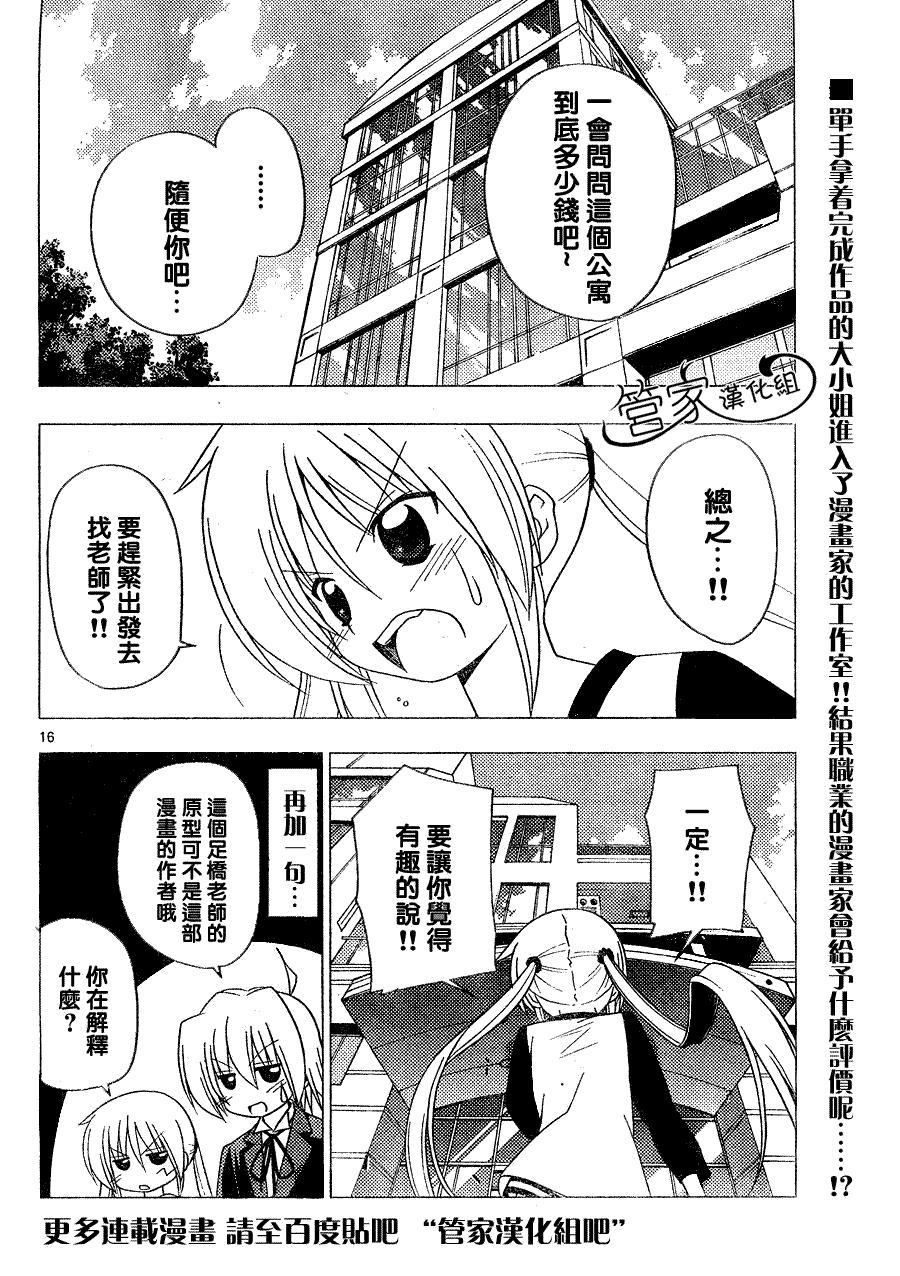 一會問問這個公寓
到底多少錢吧~
……
隨便你吧…
管家
漢化組
總之…!!
要趕緊出發去
找老師了!!
16
一定…!!
要讓你覺得
有趣的說!!
再加一句…
這個足橋老師的
原型可不是這部
漫畫的作者哦
你在解釋
什麼?
■單手拿着完成作品的大小姐進入了漫畫家的工作室!!結果職業的漫畫家會給予什麼評價呢……!?
更多連載漫畫 請至百度貼吧 “管家漢化組吧”